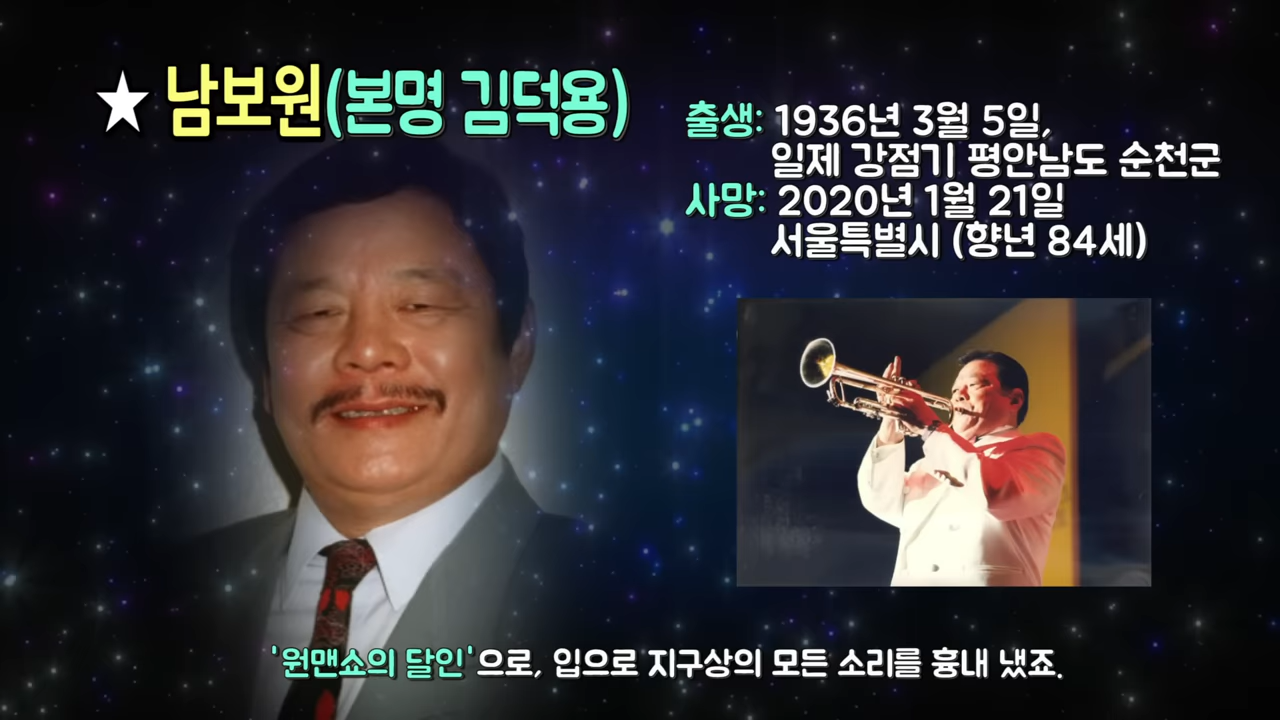 ★ 남보원(본명 김덕용)
출생: 1936년 3월 5일,
일제 강점기 평안남도 순천군
사망: 2020년 1월 21일
서울특별시 (향년 84세)
'원맨쇼의 달인'으로, 입으로 지구상의 모든 소리를 흉내 냈죠.